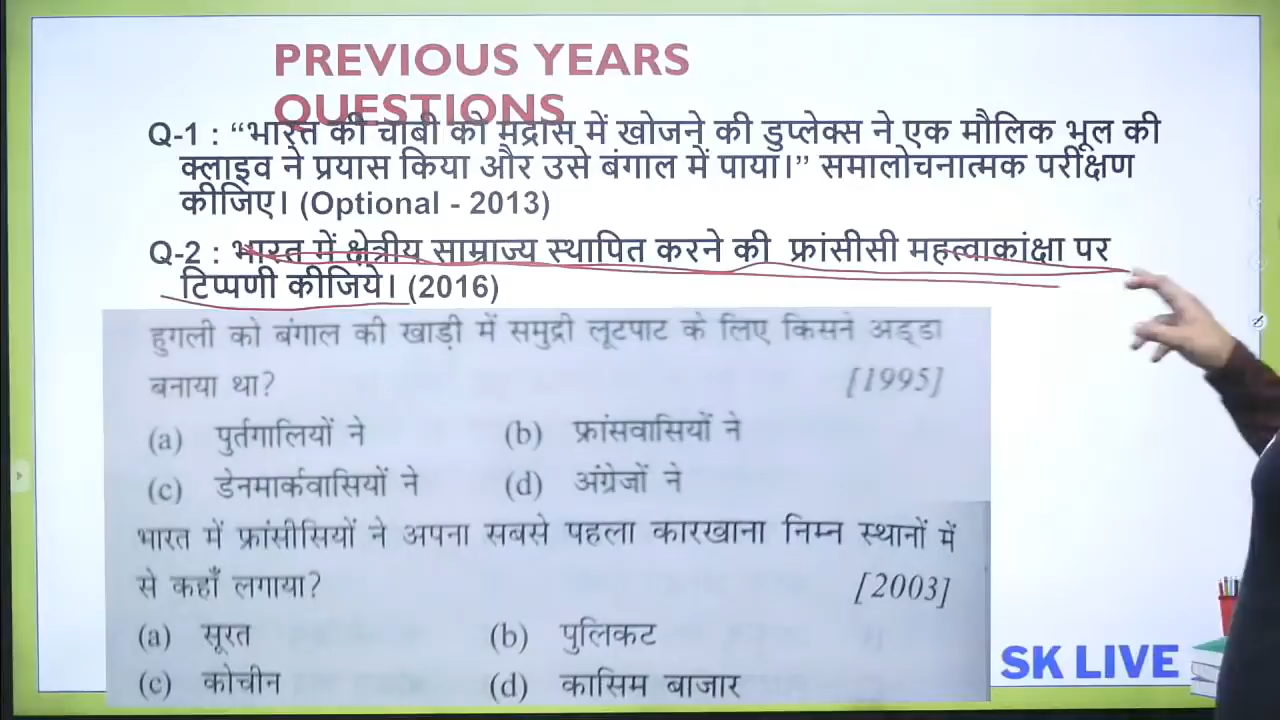 PREVIOUS YEARS
QUESTIONS
Q-1 : “भारत की चाबी को मद्रास में खोजने की डुप्लेक्स ने एक मौलिक भूल की
क्लाइव ने प्रयास किया और उसे बंगाल में पाया।” समालोचनात्मक परीक्षण
कीजिए। (Optional - 2013)
Q-2 : भारत में क्षेत्रीय साम्राज्य स्थापित करने की फ्रांसीसी महत्वाकांक्षा पर
टिप्पणी कीजिये। (2016)
हुगली को बंगाल की खाड़ी में समुद्री लूटपाट के लिए किसने अड्डा
बनाया था? [1995]
(a) पुर्तगालियों ने (b) फ्रांसवासियों ने
(c) डेनमार्कवासियों ने (d) अंग्रेजों ने
भारत में फ्रांसीसियों ने अपना सबसे पहला कारखाना निम्न स्थानों में
से कहाँ लगाया? [2003]
(a) सूरत (b) पुलिकट
(c) कोचीन (d) कासिम बाजार
SK LIVE